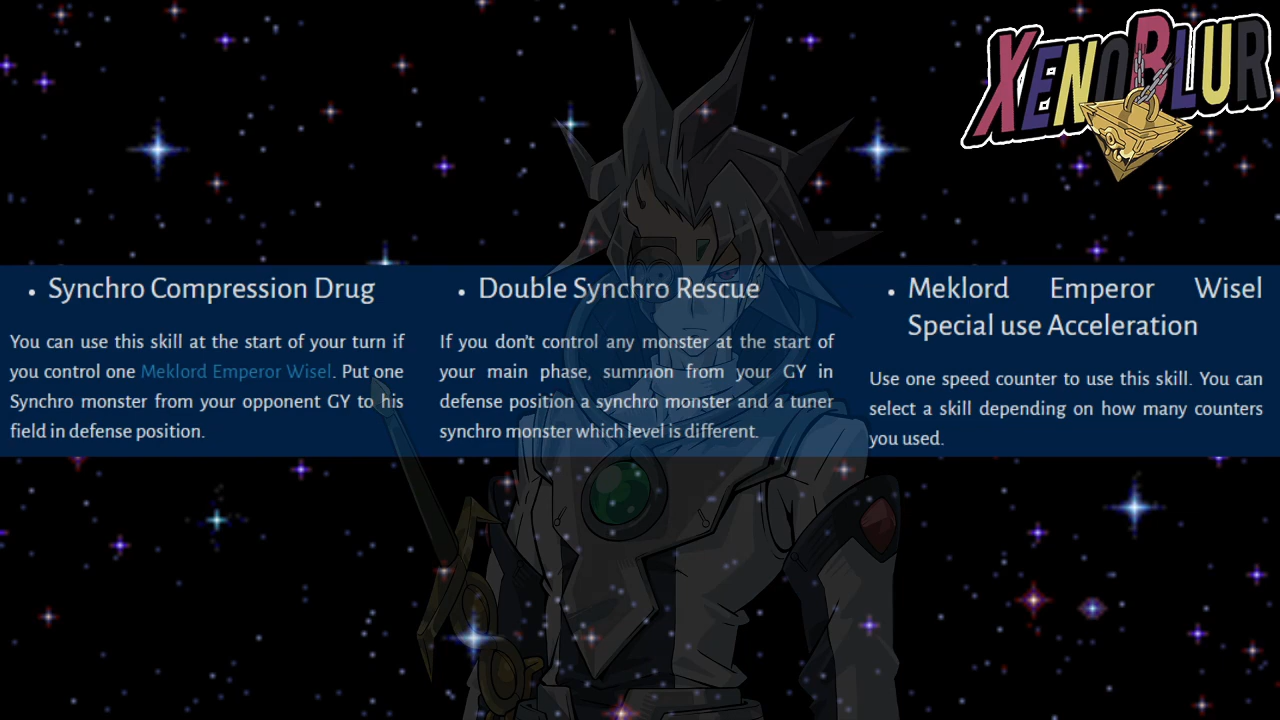 XENOBLUR
• Synchro Compression Drug
You can use this skill at the start of your turn if
you control one Meklord Emperor Wisel. Put one
Synchro monster from your opponent GY to his
field in defense position.
• Double Synchro Rescue
If you don't control any monster at the start of
your main phase, summon from your GY in
defense position a synchro monster and a tuner
synchro monster which level is different.
• Meklord Emperor Wisel
Special use Acceleration
Use one speed counter to use this skill. You can
select a skill depending on how many counters
you used.